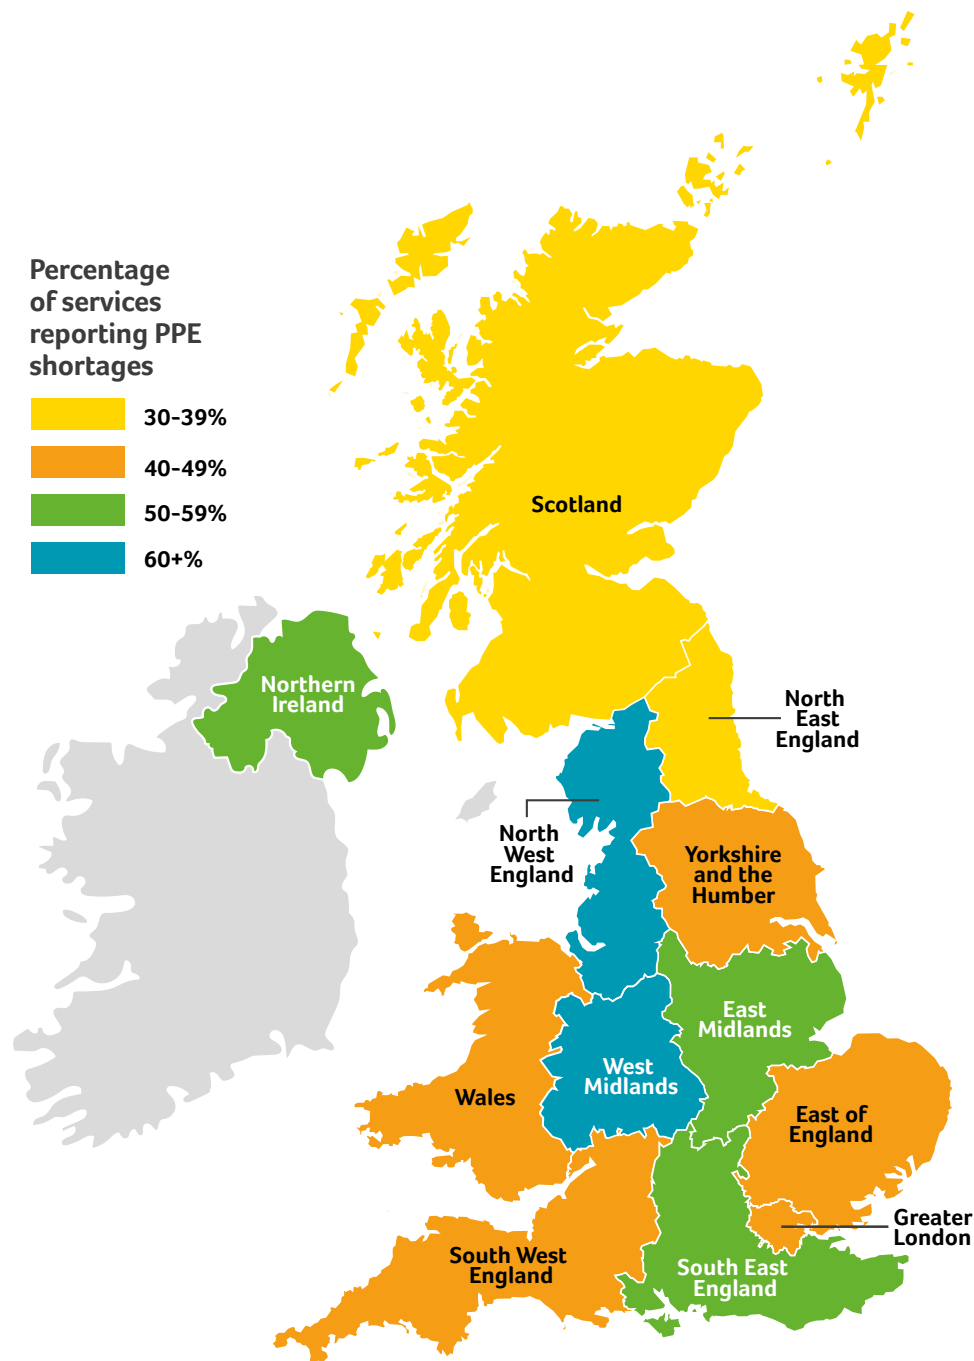 Percentage
of services
reporting PPE
shortages
30-39%
40-49%
50-59%
60+%
Scotland
Northern
Ireland
North
East
England
North
West
England
Yorkshire
and the
Humber
East
Midlands
West
Midlands
Wales
East of
England
Greater
London
South West
England
South East
England